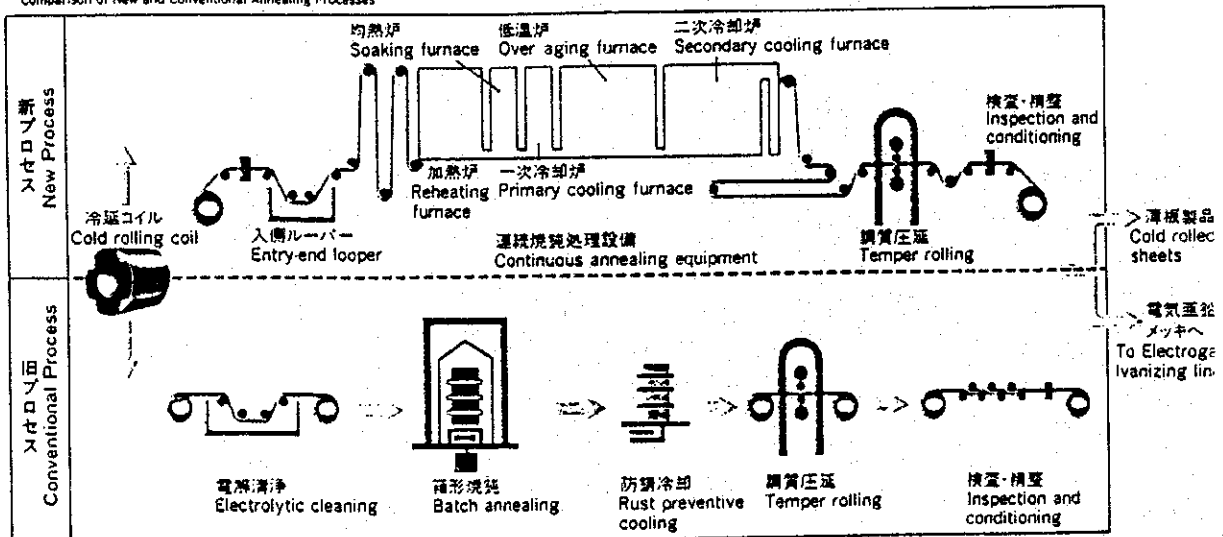 Comparison of New and Conventional Annealing Processes
新プロセス
New Process
均熱炉
Soaking furnace
低温炉
Over aging furnace
二次冷却炉
Secondary cooling furnace
検査・精整
Inspection and
conditioning
加熱炉
Reheating
furnace
一次冷却炉
Primary cooling furnace
冷延コイル
Cold rolling coil
入側ルーパー
Entry-end looper
連続焼鈍処理設備
Continuous annealing equipment
調質圧延
Temper rolling
薄板製品
Cold rollec
sheets
電気亜鉛
メッキへ
To Electroga
lvanizing lin
旧プロセス
Conventional Process
電解清浄
Electrolytic cleaning
箱形焼鈍
Batch annealing
防錆冷却
Rust preventive
cooling
調質圧延
Temper rolling
検査・精整
Inspection and
conditioning